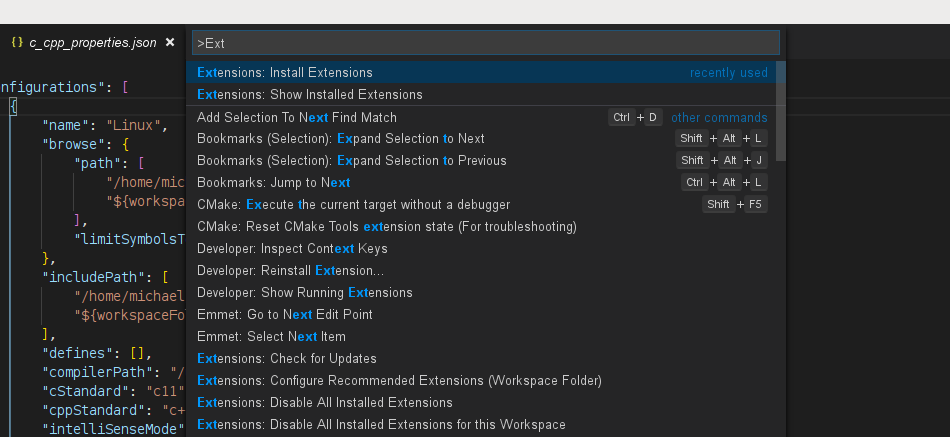 {} c_cpp_properties.json ×
>Ext
Extensions: Install Extensions recently used
Extensions: Show Installed Extensions
Add Selection To Next Find Match Ctrl + D other commands
Bookmarks (Selection): Expand Selection to Next Shift + Alt + L
Bookmarks (Selection): Expand Selection to Previous Shift + Alt + J
Bookmarks: Jump to Next Ctrl + Alt + L
CMake: Execute the current target without a debugger Shift + F5
CMake: Reset CMake Tools extension state (For troubleshooting)
Developer: Inspect Context Keys
Developer: Reinstall Extension...
Developer: Show Running Extensions
Emmet: Go to Next Edit Point
Emmet: Select Next Item
Extensions: Check for Updates
Extensions: Configure Recommended Extensions (Workspace Folder)
Extensions: Disable All Installed Extensions
Extensions: Disable All Installed Extensions for this Workspace
nfigurations": [
{
"name": "Linux",
"browse": {
"path": [
"/home/mic
"${workspa
],
"limitSymbolsT
},
"includePath": [
"/home/michael
"${workspaceFo
],
"defines": [],
"compilerPath": "/
"cStandard": "c11"
"cppStandard": "c+
"intelliSenseMode"